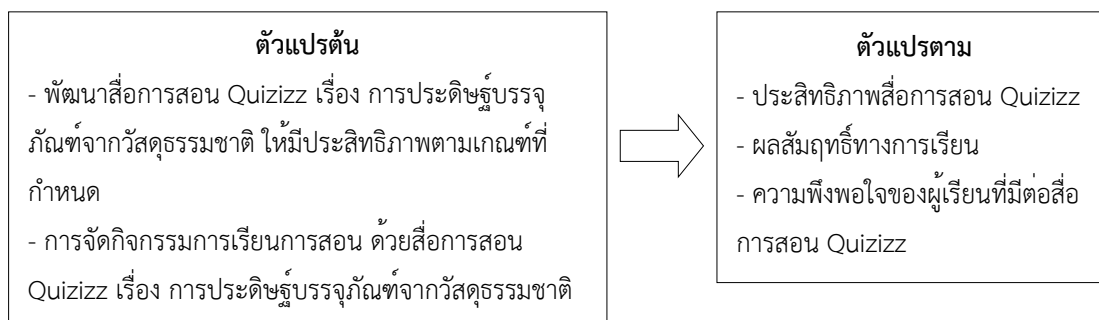 ตัวแปรต้น
- พัฒนาสื่อการสอน Quizizz เรื่อง การประดิษฐ์บรรจุ
ภัณฑ์จากวัสดุธรรมชาติ ให้มีประสิทธิภาพตามเกณฑ์ที่
กำหนด
- การจัดกิจกรรมการเรียนการสอน ด้วยสื่อการสอน
Quizizz เรื่อง การประดิษฐ์บรรจุภัณฑ์จากวัสดุธรรมชาติ
ตัวแปรตาม
- ประสิทธิภาพสื่อการสอน Quizizz
- ผลสัมฤทธิ์ทางการเรียน
- ความพึงพอใจของผู้เรียนที่มีต่อสื่อ
การสอน Quizizz